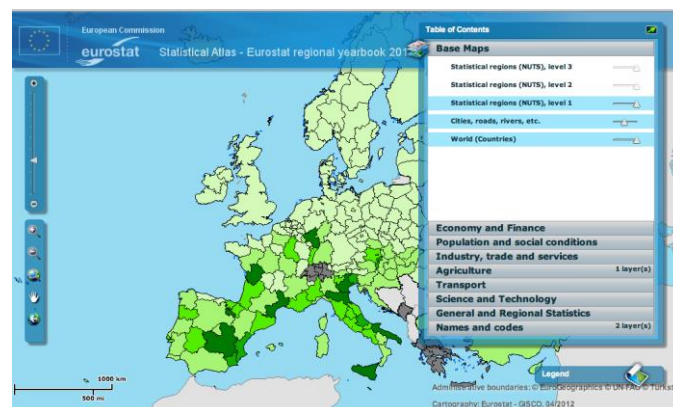 European Commission
eurostat
Statistical Atlas - Eurostat regional yearbook 201
Table of Contents
Base Maps
Statistical regions (NUTS), level 3
Statistical regions (NUTS), level 2
Statistical regions (NUTS), level 1
Cities, roads, rivers, etc.
World (Countries)
Economy and Finance
Population and social conditions
Industry, trade and services
Agriculture 1 layer(s)
Transport
Science and Technology
General and Regional Statistics
Names and codes 2 layer(s)
Legend
1000 km
500 mi
Administrative boundaries: © EuroGeographics © UN-FAO © Turkst
Cartography: Eurostat - GISCO, 04/2012